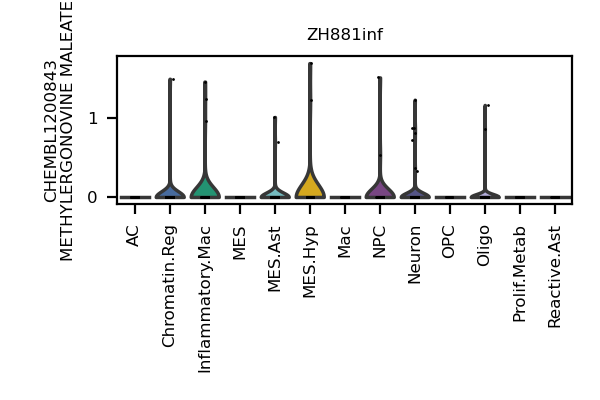 ZH881inf
CHEMBL1200843
METHYLERGONOVINE MALEATE
1
0
AC
Chromatin.Reg
Inflammatory.Mac
MES
MES.Ast
MES.Hyp
Mac
NPC
Neuron
OPC
Oligo
Prolif.Metab
Reactive.Ast